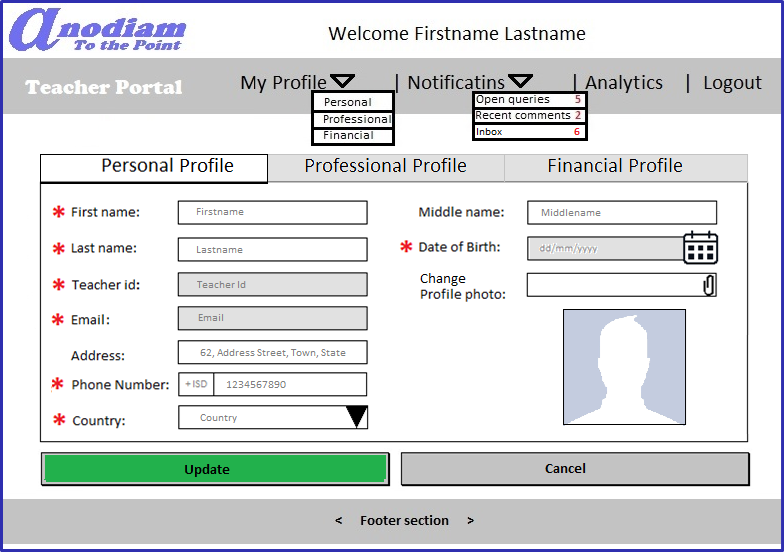 anodiam
To the Point
Welcome Firstname Lastname
Teacher Portal
My Profile | Notificatins | Analytics | Logout
Personal
Professional
Financial
Open queries 5
Recent comments 2
Inbox 6
Personal Profile Professional Profile Financial Profile
* First name: Firstname
Middle name: Middlename
* Last name: Lastname
* Date of Birth: dd/mm/yyyy
* Teacher id: Teacher Id
Change
Profile photo:
* Email: Email
Address: 62, Address Street, Town, State
* Phone Number: +ISD 1234567890
* Country: Country
Update Cancel
< Footer section >